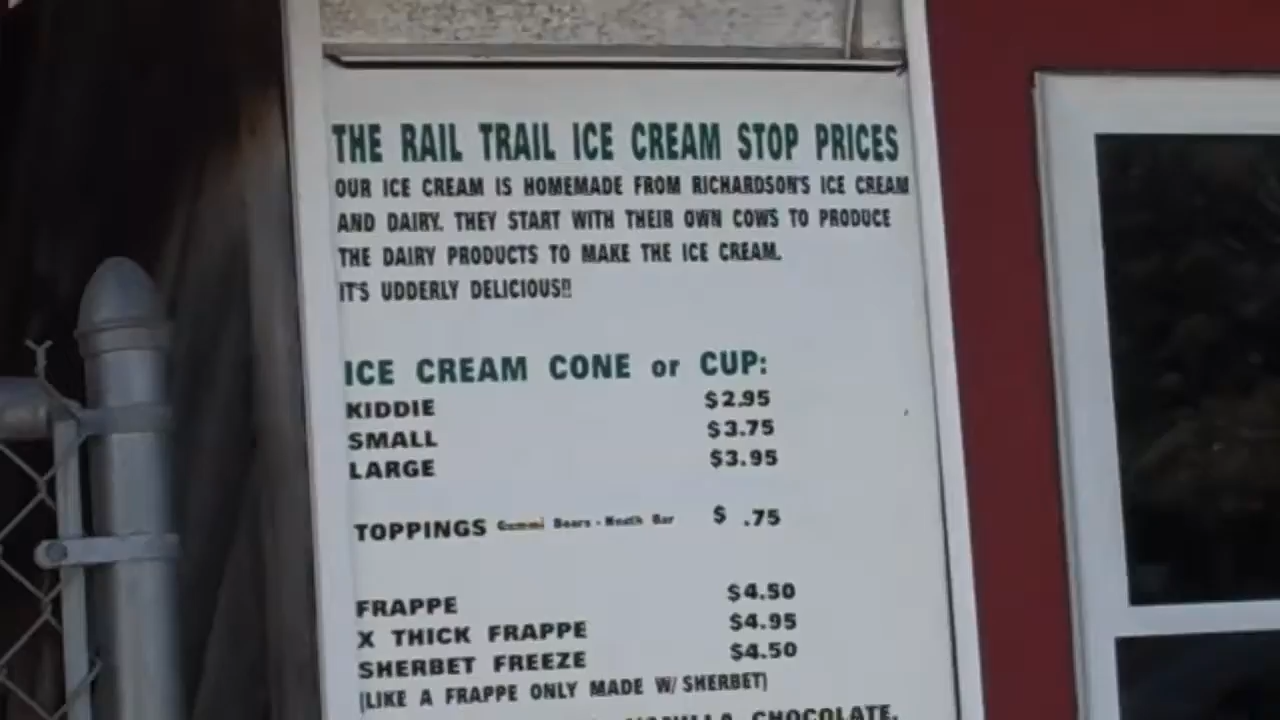 THE RAIL TRAIL ICE CREAM STOP PRICES
OUR ICE CREAM IS HOMEMADE FROM RICHARDSON'S ICE CREAM
AND DAIRY. THEY START WITH THEIR OWN COWS TO PRODUCE
THE DAIRY PRODUCTS TO MAKE THE ICE CREAM.
IT'S UDDERLY DELICIOUS!!
ICE CREAM CONE or CUP:
KIDDIE $2.95
SMALL $3.75
LARGE $3.95
TOPPINGS Gummi Bears - Heath Bar $ .75
FRAPPE $4.50
X THICK FRAPPE $4.95
SHERBET FREEZE $4.50
(LIKE A FRAPPE ONLY MADE W/ SHERBET)
VANILLA CHOCOLATE,